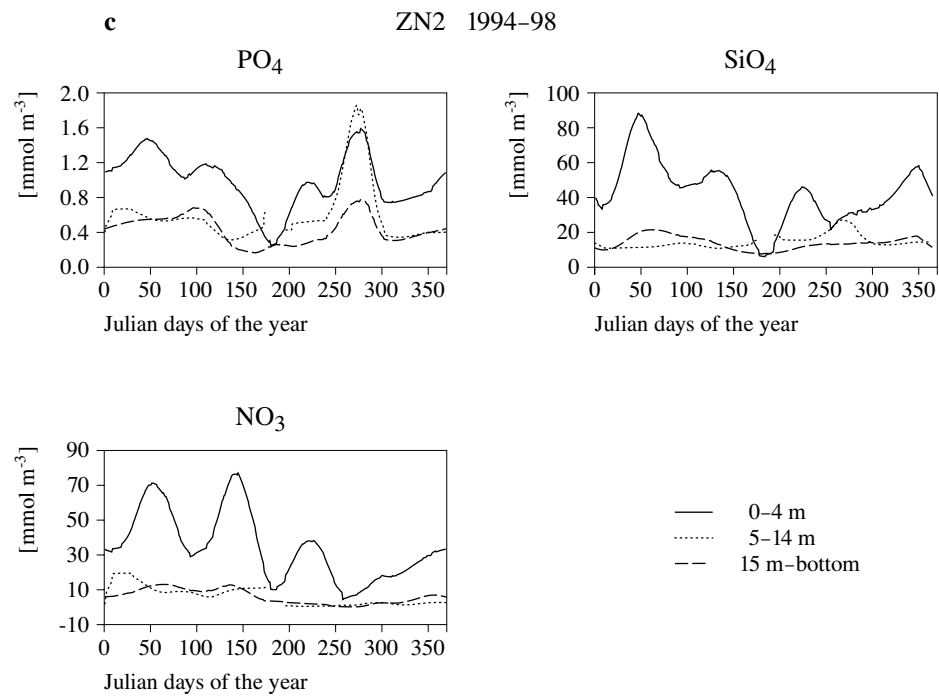 c ZN2 1994–98
PO4 SiO4
[mmol m-3]
2.0
1.6
1.2
0.8
0.4
0.0
0 50 100 150 200 250 300 350
Julian days of the year
[mmol m-3]
100
80
60
40
20
0
0 50 100 150 200 250 300 350
Julian days of the year
NO3
[mmol m-3]
90
70
50
30
10
-10
0 50 100 150 200 250 300 350
Julian days of the year
0–4 m
5–14 m
15 m–bottom